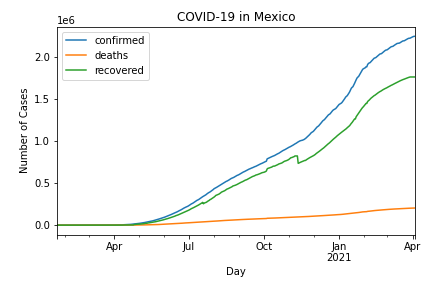 COVID-19 in Mexico
1e6
confirmed
deaths
recovered
2.0
1.5
1.0
0.5
0.0
Number of Cases
Apr
Jul
Oct
Jan
2021
Apr
Day